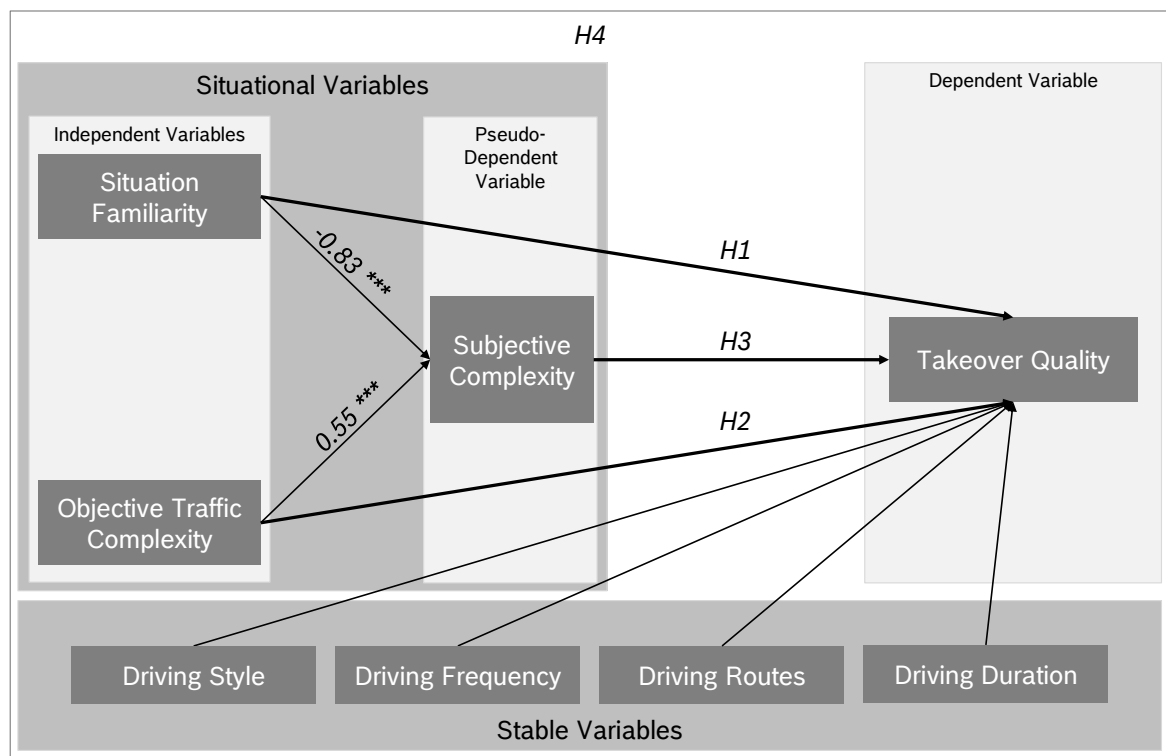 H4
Situational Variables
Dependent Variable
Independent Variables
Pseudo-
Dependent
Variable
Situation
Familiarity
-0.83 ***
H1
Subjective
Complexity
H3
Takeover Quality
0.55 ***
H2
Objective Traffic
Complexity
Driving Style
Driving Frequency
Driving Routes
Driving Duration
Stable Variables